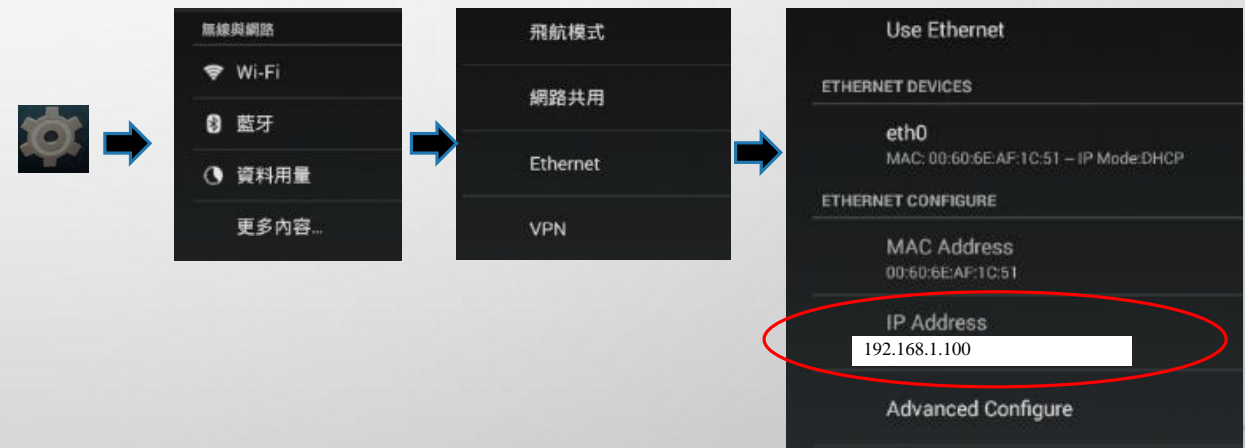 無線與網路
Wi-Fi
藍牙
資料用量
更多內容...
飛航模式
網路共用
Ethernet
VPN
Use Ethernet
ETHERNET DEVICES
eth0
MAC: 00:60:6E:AF:1C:51 – IP Mode:DHCP
ETHERNET CONFIGURE
MAC Address
00:60:6E:AF:1C:51
IP Address
192.168.1.100
Advanced Configure